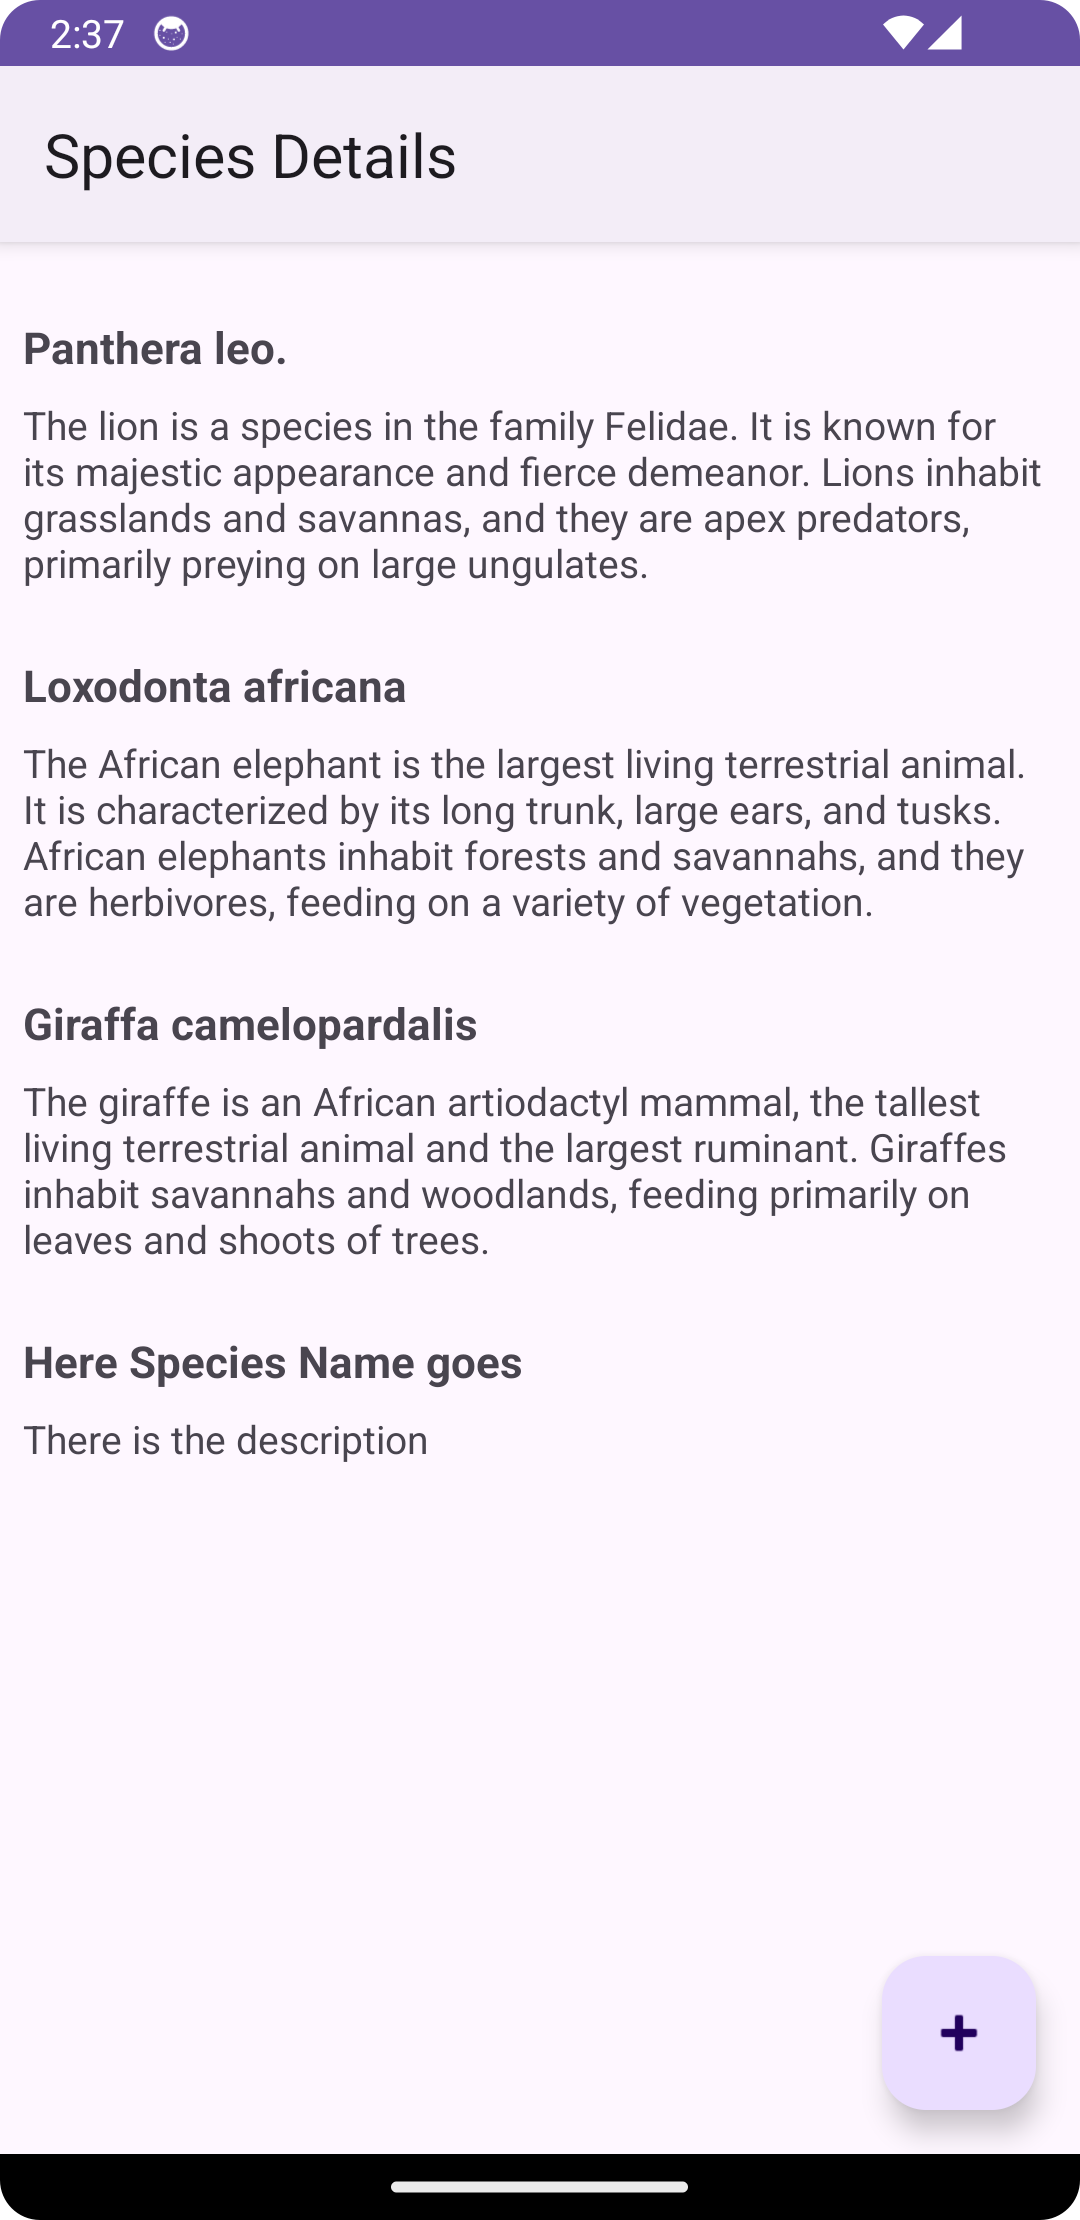 2:37
Species Details
Panthera leo.
The lion is a species in the family Felidae. It is known for
its majestic appearance and fierce demeanor. Lions inhabit
grasslands and savannas, and they are apex predators,
primarily preying on large ungulates.
Loxodonta africana
The African elephant is the largest living terrestrial animal.
It is characterized by its long trunk, large ears, and tusks.
African elephants inhabit forests and savannahs, and they
are herbivores, feeding on a variety of vegetation.
Giraffa camelopardalis
The giraffe is an African artiodactyl mammal, the tallest
living terrestrial animal and the largest ruminant. Giraffes
inhabit savannahs and woodlands, feeding primarily on
leaves and shoots of trees.
Here Species Name goes
There is the description